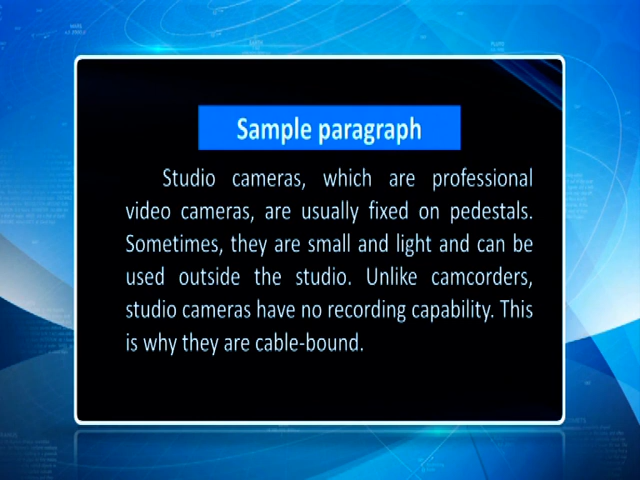 Sample paragraph
Studio cameras, which are professional
video cameras, are usually fixed on pedestals.
Sometimes, they are small and light and can be
used outside the studio. Unlike camcorders,
studio cameras have no recording capability. This
is why they are cable-bound.